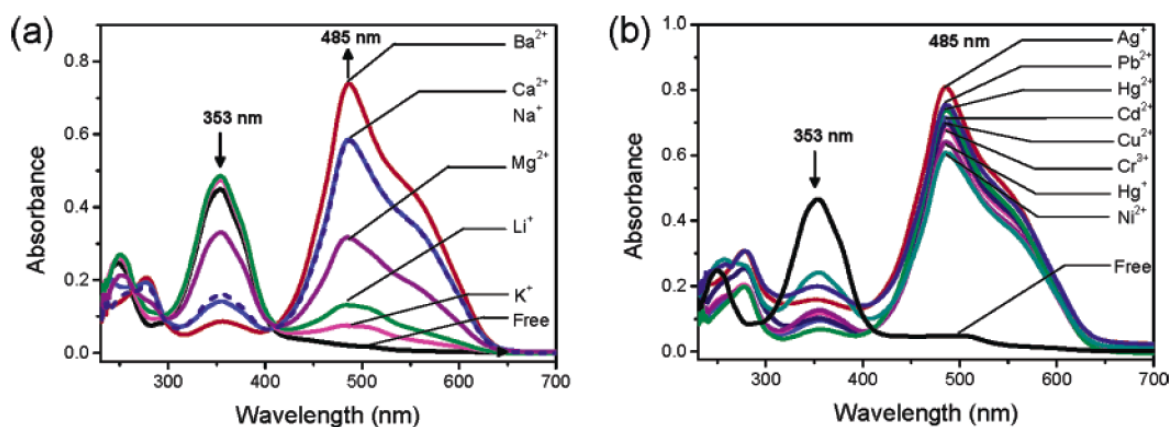 (a)
485 nm
353 nm
Ba²⁺
Ca²⁺
Na⁺
Mg²⁺
Li⁺
K⁺
Free
0.8
0.6
0.4
0.2
0.0
Absorbance
300
400
500
600
700
Wavelength (nm)
(b)
485 nm
353 nm
Ag⁺
Pb²⁺
Hg²⁺
Cd²⁺
Cu²⁺
Cr³⁺
Hg⁺
Ni²⁺
Free
1.0
0.8
0.6
0.4
0.2
0.0
Absorbance
300
400
500
600
700
Wavelength (nm)